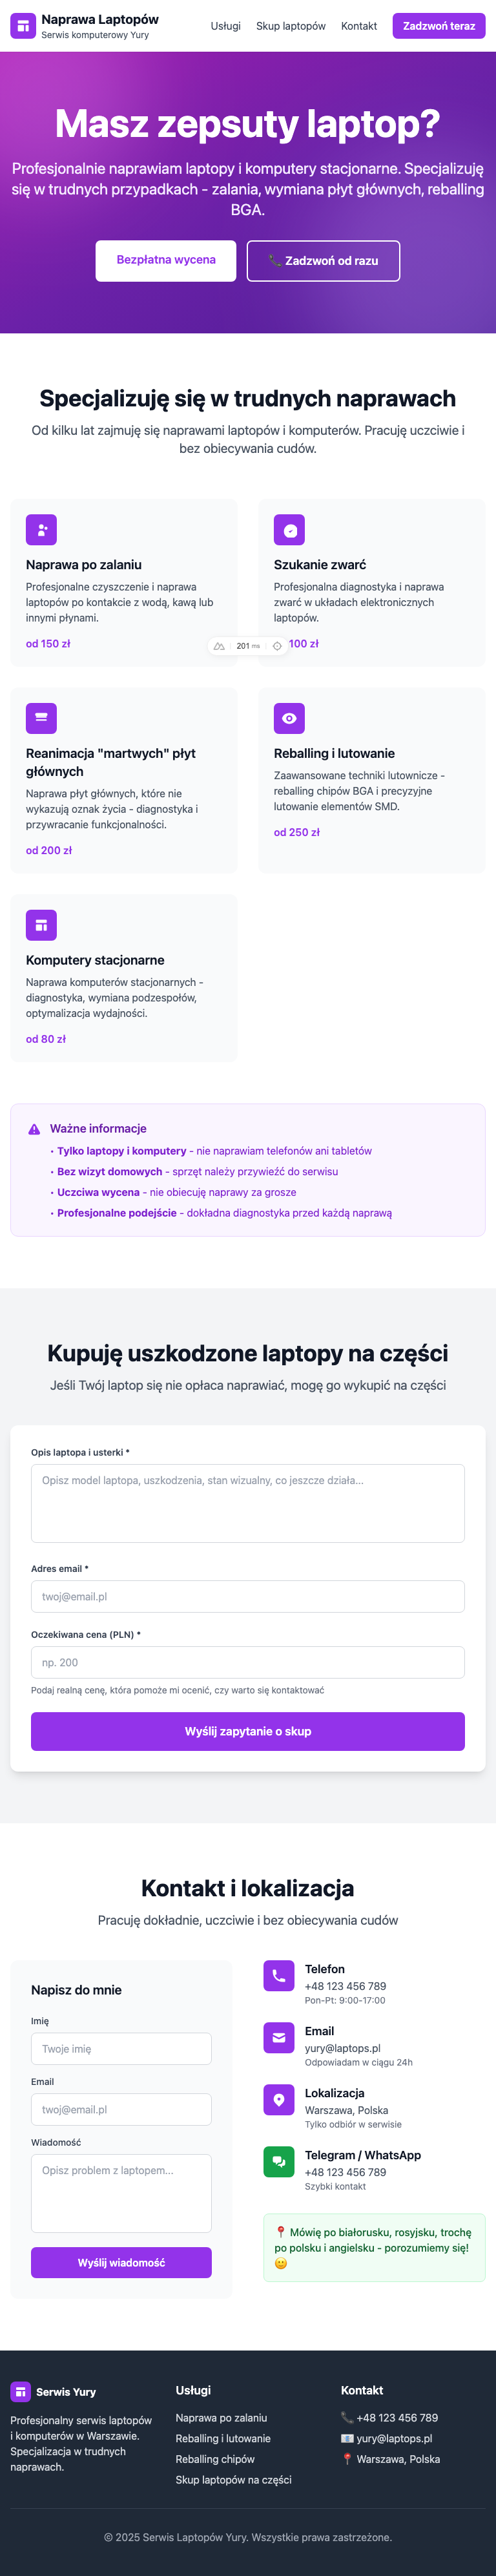 Naprawa Laptopów
Serwis komputerowy Yury
Usługi
Skup laptopów
Kontakt
Zadzwoń teraz
Masz zepsuty laptop?
Profesjonalnie naprawiam laptopy i komputery stacjonarne. Specjalizuję
się w trudnych przypadkach - zalania, wymiana płyt głównych, reballing
BGA.
Bezpłatna wycena
📞 Zadzwoń od razu
Specjalizuję się w trudnych naprawach
Od kilku lat zajmuję się naprawami laptopów i komputerów. Pracuję uczciwie i
bez obiecywania cudów.
Naprawa po zalaniu
Profesjonalne czyszczenie i naprawa
laptopów po kontakcie z wodą, kawą lub
innymi płynami.
od 150 zł
Szukanie zwarć
Profesjonalna diagnostyka i naprawa
zwarć w układach elektronicznych
laptopów.
100 zł
201 ms
Reanimacja "martwych" płyt
głównych
Naprawa płyt głównych, które nie
wykazują oznak życia - diagnostyka i
przywracanie funkcjonalności.
od 200 zł
Reballing i lutowanie
Zaawansowane techniki lutownicze -
reballing chipów BGA i precyzyjne
lutowanie elementów SMD.
od 250 zł
Komputery stacjonarne
Naprawa komputerów stacjonarnych -
diagnostyka, wymiana podzespołów,
optymalizacja wydajności.
od 80 zł
Ważne informacje
• Tylko laptopy i komputery - nie naprawiam telefonów ani tabletów
• Bez wizyt domowych - sprzęt należy przywieźć do serwisu
• Uczciwa wycena - nie obiecuję naprawy za grosze
• Profesjonalne podejście - dokładna diagnostyka przed każdą naprawą
Kupuję uszkodzone laptopy na części
Jeśli Twój laptop się nie opłaca naprawiać, mogę go wykupić na części
Opis laptopa i usterki *
Opisz model laptopa, uszkodzenia, stan wizualny, co jeszcze działa...
Adres email *
twoj@email.pl
Oczekiwana cena (PLN) *
np. 200
Podaj realną cenę, która pomoże mi ocenić, czy warto się kontaktować
Wyślij zapytanie o skup
Kontakt i lokalizacja
Pracuję dokładnie, uczciwie i bez obiecywania cudów
Napisz do mnie
Imię
Twoje imię
Email
twoj@email.pl
Wiadomość
Opisz problem z laptopem...
Wyślij wiadomość
Telefon
+48 123 456 789
Pon-Pt: 9:00-17:00
Email
yury@laptops.pl
Odpowiadam w ciągu 24h
Lokalizacja
Warszawa, Polska
Tylko odbiór w serwisie
Telegram / WhatsApp
+48 123 456 789
Szybki kontakt
📍 Mówię po białorusku, rosyjsku, trochę
po polsku i angielsku - porozumiemy się!
🙂
Serwis Yury
Profesjonalny serwis laptopów
i komputerów w Warszawie.
Specjalizacja w trudnych
naprawach.
Usługi
Naprawa po zalaniu
Reballing i lutowanie
Reballing chipów
Skup laptopów na części
Kontakt
📞 +48 123 456 789
📧 yury@laptops.pl
📍 Warszawa, Polska
© 2025 Serwis Laptopów Yury. Wszystkie prawa zastrzeżone.